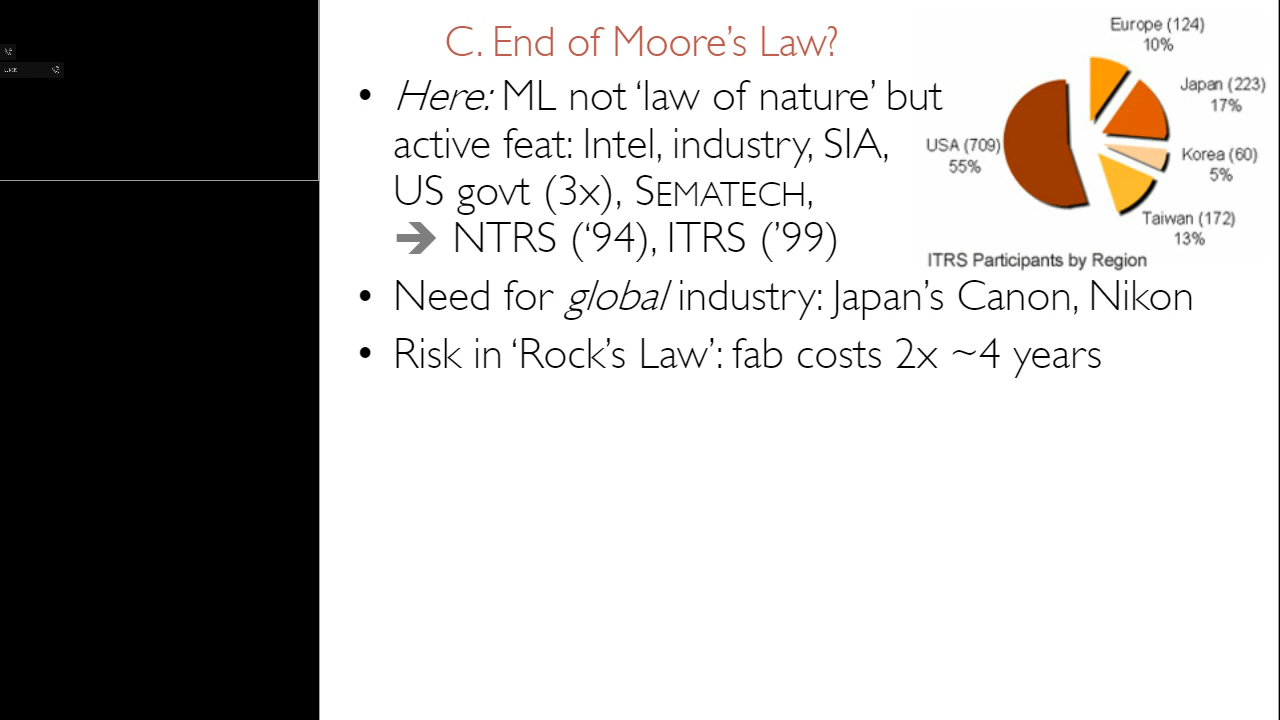 C. End of Moore's Law?
• Here: ML not 'law of nature' but
active feat: Intel, industry, SIA,
US govt (3x), SEMATECH,
➔ NTRS ('94), ITRS ('99)
• Need for global industry: Japan's Canon, Nikon
• Risk in 'Rock's Law': fab costs 2x ~4 years
Europe (124)
10%
Japan (223)
17%
USA (709)
55%
Korea (60)
5%
Taiwan (172)
13%
ITRS Participants by Region